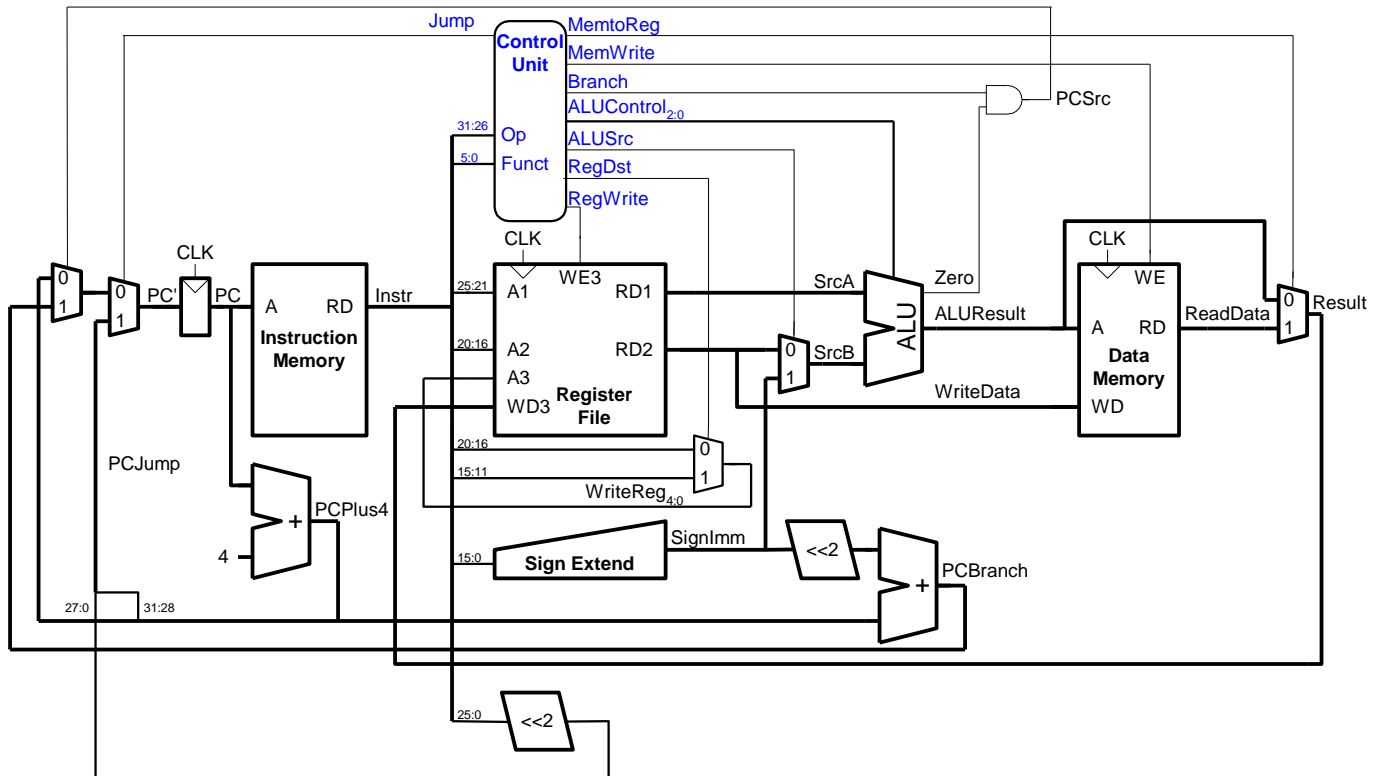 Jump
Control
Unit
MemtoReg
MemWrite
Branch
PCSrc
ALUControl2:0
31:26
Op
ALUSrc
5:0
Funct
RegDst
RegWrite
CLK
CLK
CLK
0
1
0
1
PC'
PC
A
RD
Instruction
Memory
Instr
25:21
A1
WE3
RD1
SrcA
Zero
WE
0
1
Result
20:16
A2
RD2
0
1
SrcB
ALU
ALUResult
A
RD
ReadData
Data
Memory
A3
WD3
Register
File
WriteData
WD
20:16
0
PCJump
15:11
1
WriteReg4:0
PCPlus4
+
4
SignImm
15:0
Sign Extend
<<2
PCBranch
+
27:0
31:28
25:0
<<2